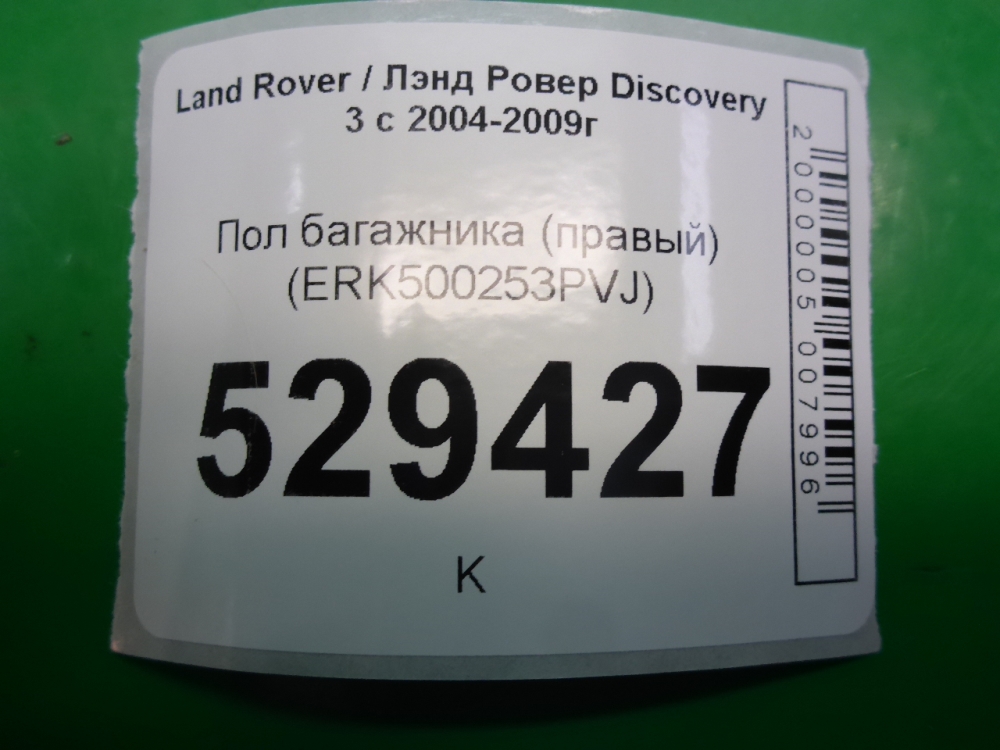 Land Rover / Лэнд Ровер Discovery
3 с 2004-2009г
Пол багажника (правый)
(ERK500253PVJ)
529427
К
2000005007996